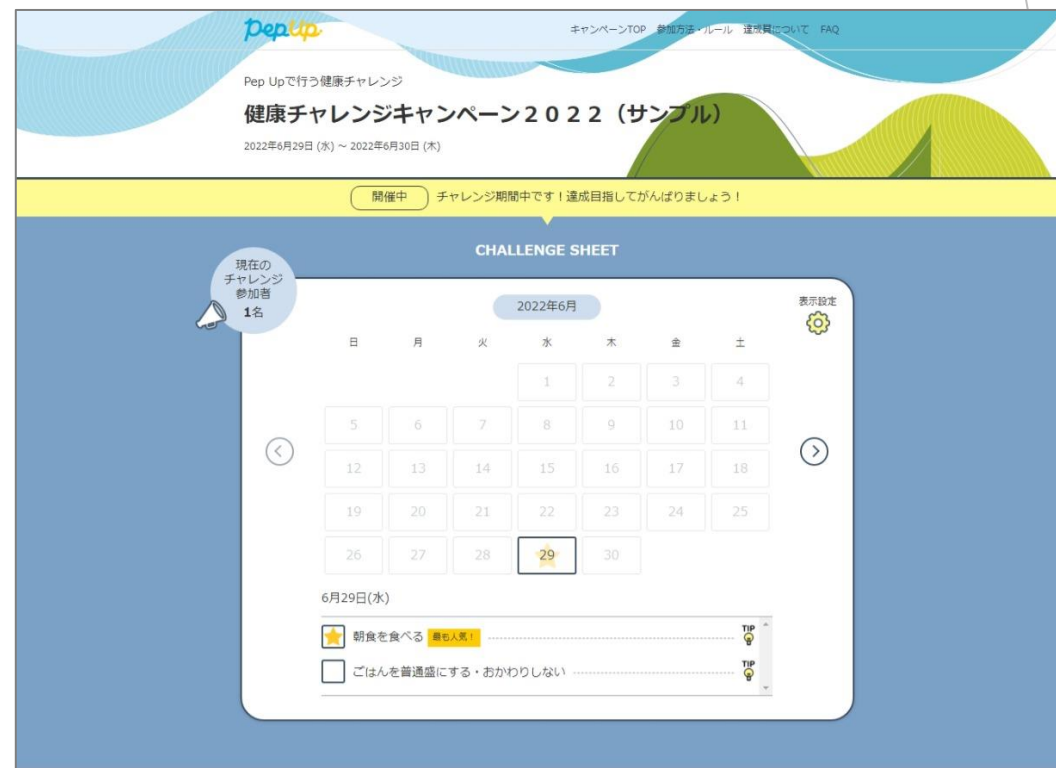 PepUp
キャンペーンTOP 参加方法・ルール 達成賞について FAQ
Pep Upで行う健康チャレンジ
健康チャレンジキャンペーン2022(サンプル)
2022年6月29日 (水) ~ 2022年6月30日 (木)
開催中 チャレンジ期間中です!達成目指してがんばりましょう!
CHALLENGE SHEET
現在の
チャレンジ
参加者
1名
2022年6月
表示設定
日 月 火 水 木 金 土
1 2 3 4
5 6 7 8 9 10 11
12 13 14 15 16 17 18
19 20 21 22 23 24 25
26 27 28 29 30
6月29日(水)
朝食を食べる 最も人気! TIP
ごはんを普通盛にする・おかわりしない TIP